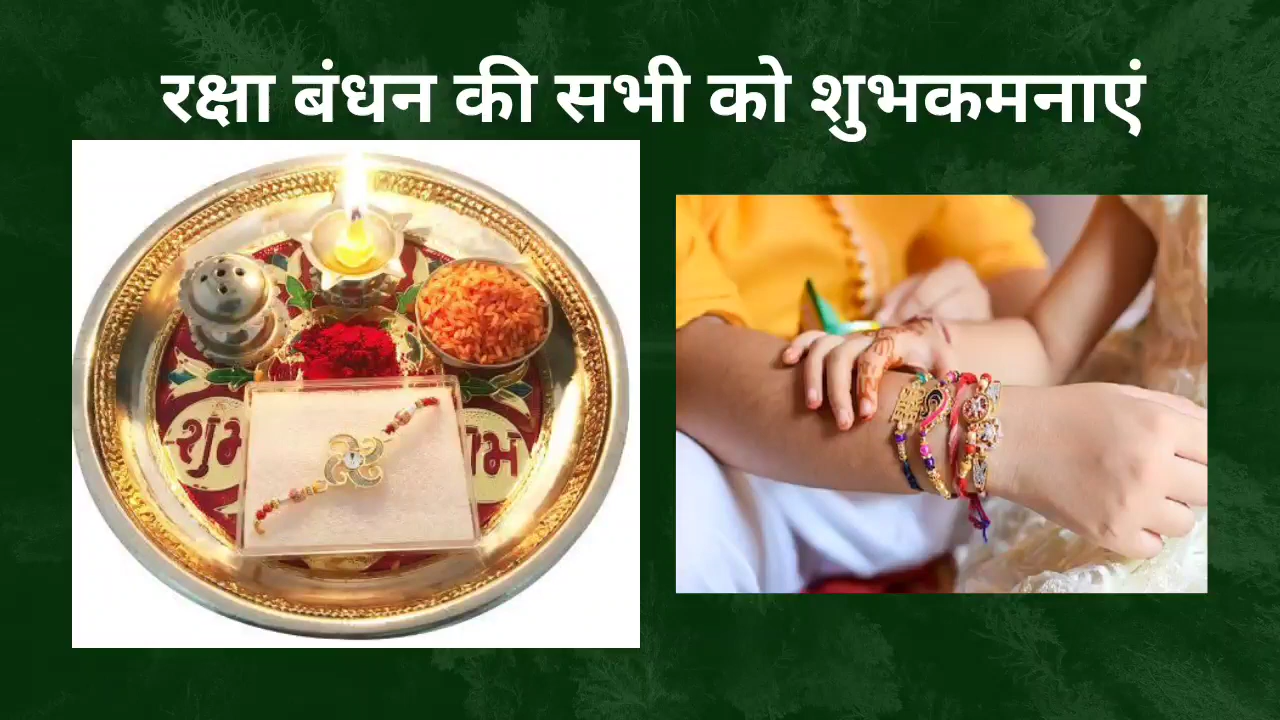 रक्षा बंधन की सभी को शुभकमनाएं